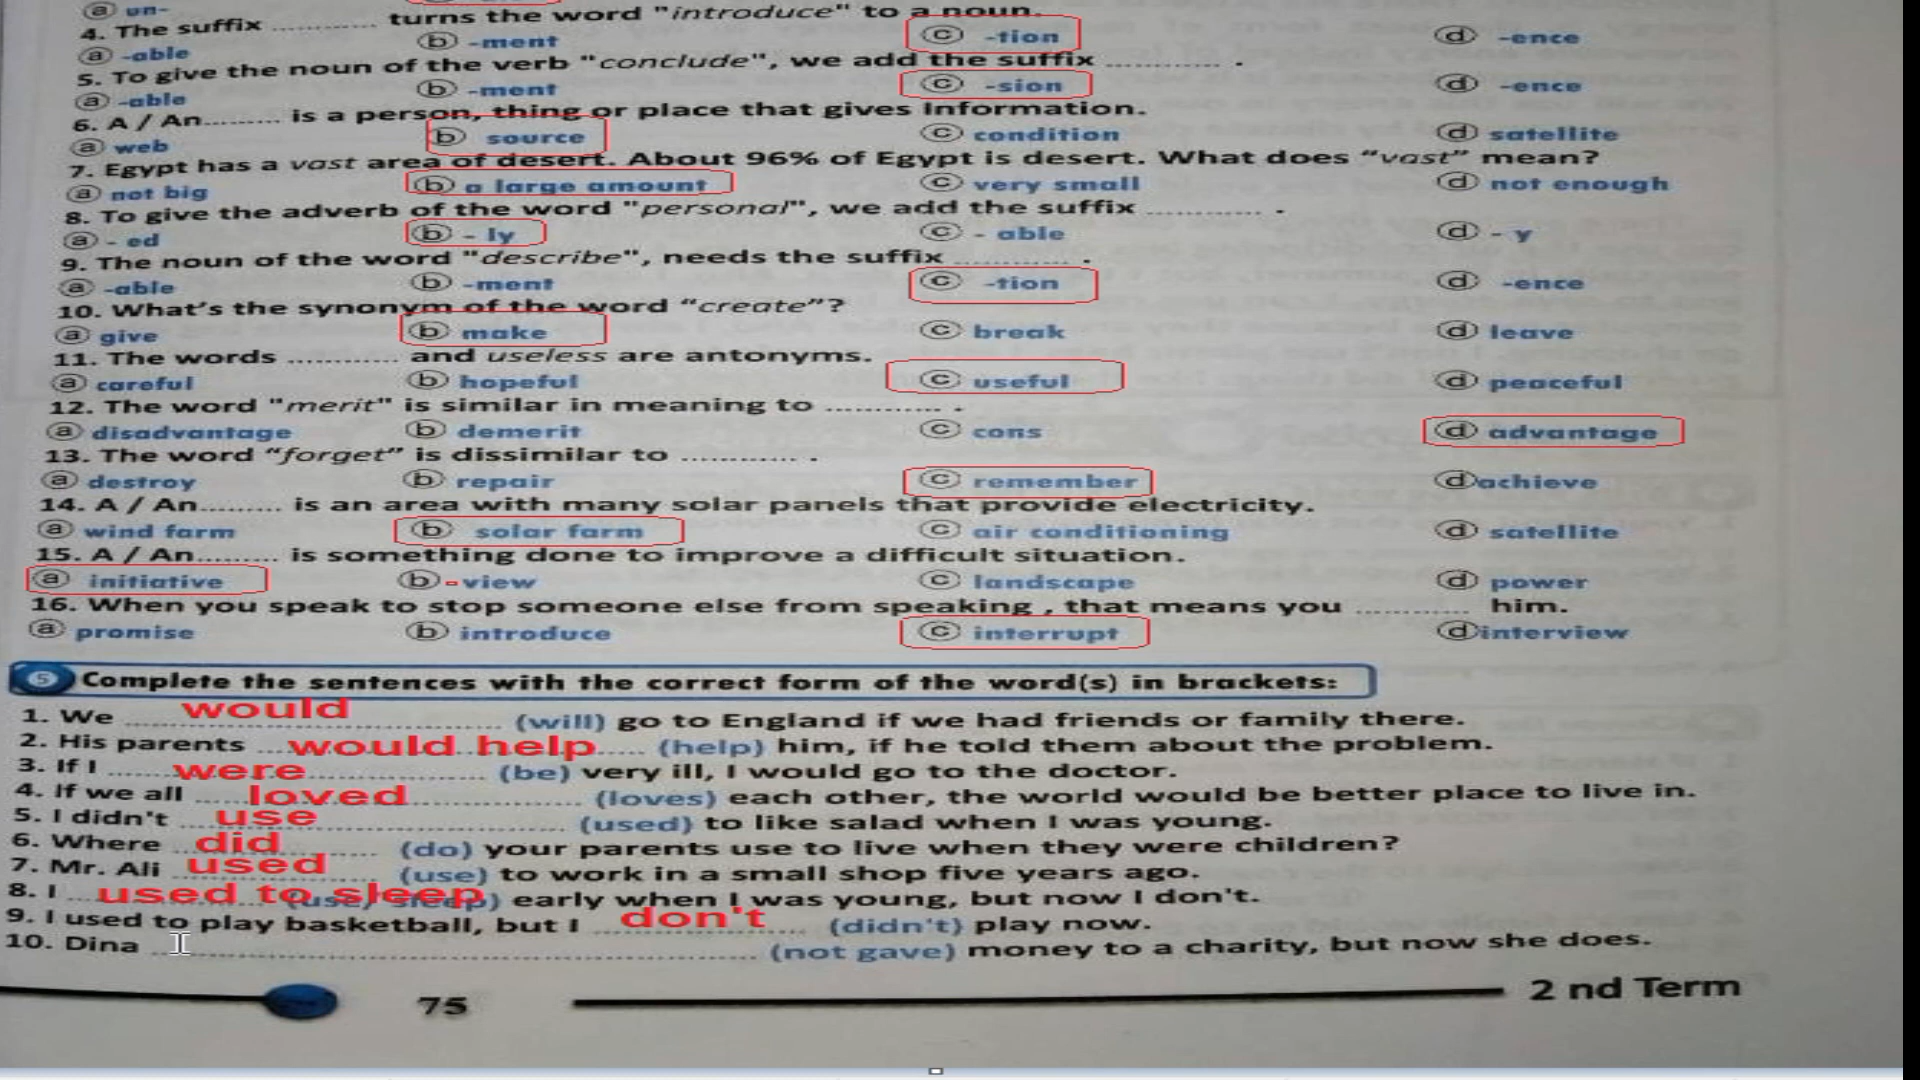 ⓐ un-
4. The suffix ............ turns the word "introduce" to a noun.
ⓐ -able ⓑ -ment ⓒ -tion ⓓ -ence
5. To give the noun of the verb "conclude", we add the suffix ............ .
ⓐ -able ⓑ -ment ⓒ -sion ⓓ -ence
6. A / An......... is a person, thing or place that gives Information.
ⓐ web ⓑ source ⓒ condition ⓓ satellite
7. Egypt has a vast area of desert. About 96% of Egypt is desert. What does “vast” mean?
ⓐ not big ⓑ a large amount ⓒ very small ⓓ not enough
8. To give the adverb of the word "personal", we add the suffix ............ .
ⓐ - ed ⓑ - ly ⓒ - able ⓓ - y
9. The noun of the word "describe", needs the suffix ............ .
ⓐ -able ⓑ -ment ⓒ -tion ⓓ -ence
10. What’s the synonym of the word “create”?
ⓐ give ⓑ make ⓒ break ⓓ leave
11. The words ............ and useless are antonyms.
ⓐ careful ⓑ hopeful ⓒ useful ⓓ peaceful
12. The word "merit" is similar in meaning to ............ .
ⓐ disadvantage ⓑ demerit ⓒ cons ⓓ advantage
13. The word “forget” is dissimilar to ............ .
ⓐ destroy ⓑ repair ⓒ remember ⓓ achieve
14. A / An......... is an area with many solar panels that provide electricity.
ⓐ wind farm ⓑ solar farm ⓒ air conditioning ⓓ satellite
15. A / An......... is something done to improve a difficult situation.
ⓐ initiative ⓑ -view ⓒ landscape ⓓ power
16. When you speak to stop someone else from speaking , that means you ............ him.
ⓐ promise ⓑ introduce ⓒ interrupt ⓓ interview
5 Complete the sentences with the correct form of the word(s) in brackets:
1. We would (will) go to England if we had friends or family there.
2. His parents would help (help) him, if he told them about the problem.
3. If I were (be) very ill, I would go to the doctor.
4. If we all loved (loves) each other, the world would be better place to live in.
5. I didn't use (used) to like salad when I was young.
6. Where did (do) your parents use to live when they were children?
7. Mr. Ali used (use) to work in a small shop five years ago.
8. I used to sleep early when I was young, but now I don't.
9. I used to play basketball, but I don't (didn't) play now.
10. Dina ............ (not gave) money to a charity, but now she does.
75 2 nd Term